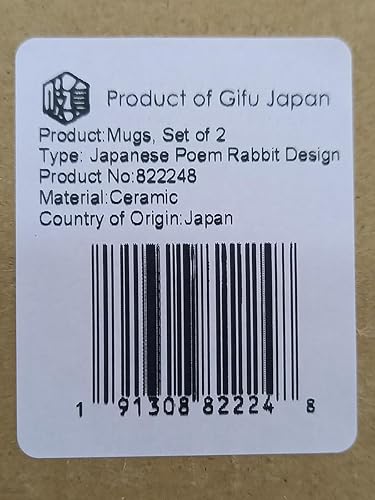 Product of Gifu Japan
Product:Mugs, Set of 2
Type: Japanese Poem Rabbit Design
Product No:822248
Material:Ceramic
Country of Origin:Japan
1 91308 82224 8